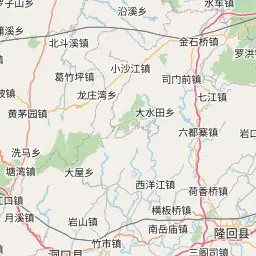 沿溪乡
水车镇
北斗溪镇
金石桥镇
小沙江镇
葛竹坪镇
司门前镇
龙庄湾乡
七江镇
大水田乡
黄茅园镇
六都寨镇
洗马乡
塘湾镇
大屋乡
西洋江镇
荷香桥镇
江口镇
月溪镇
岩山镇
横板桥镇
隆回县
南岳庙镇
竹市镇
三阁司镇